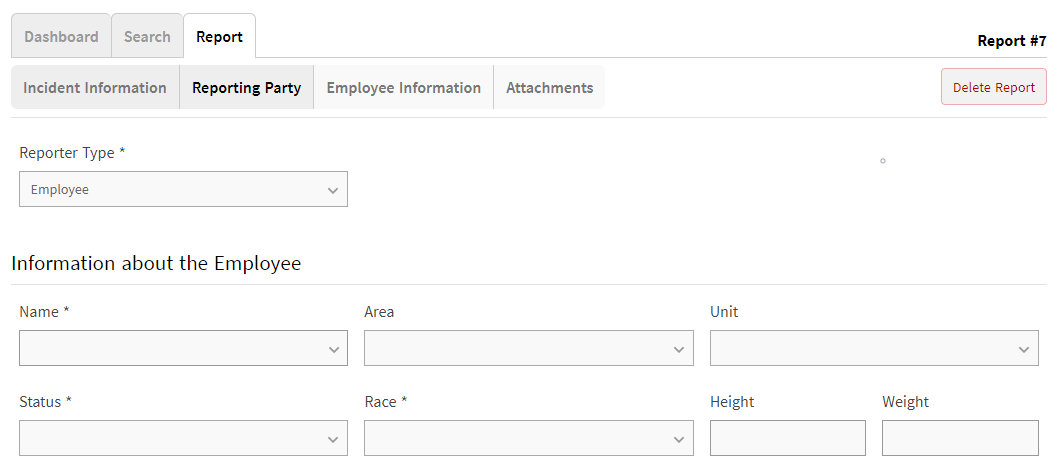 Dashboard Search Report
Report #7
Incident Information Reporting Party Employee Information Attachments Delete Report
Reporter Type *
Employee
Information about the Employee
Name * Area Unit
Status * Race * Height Weight